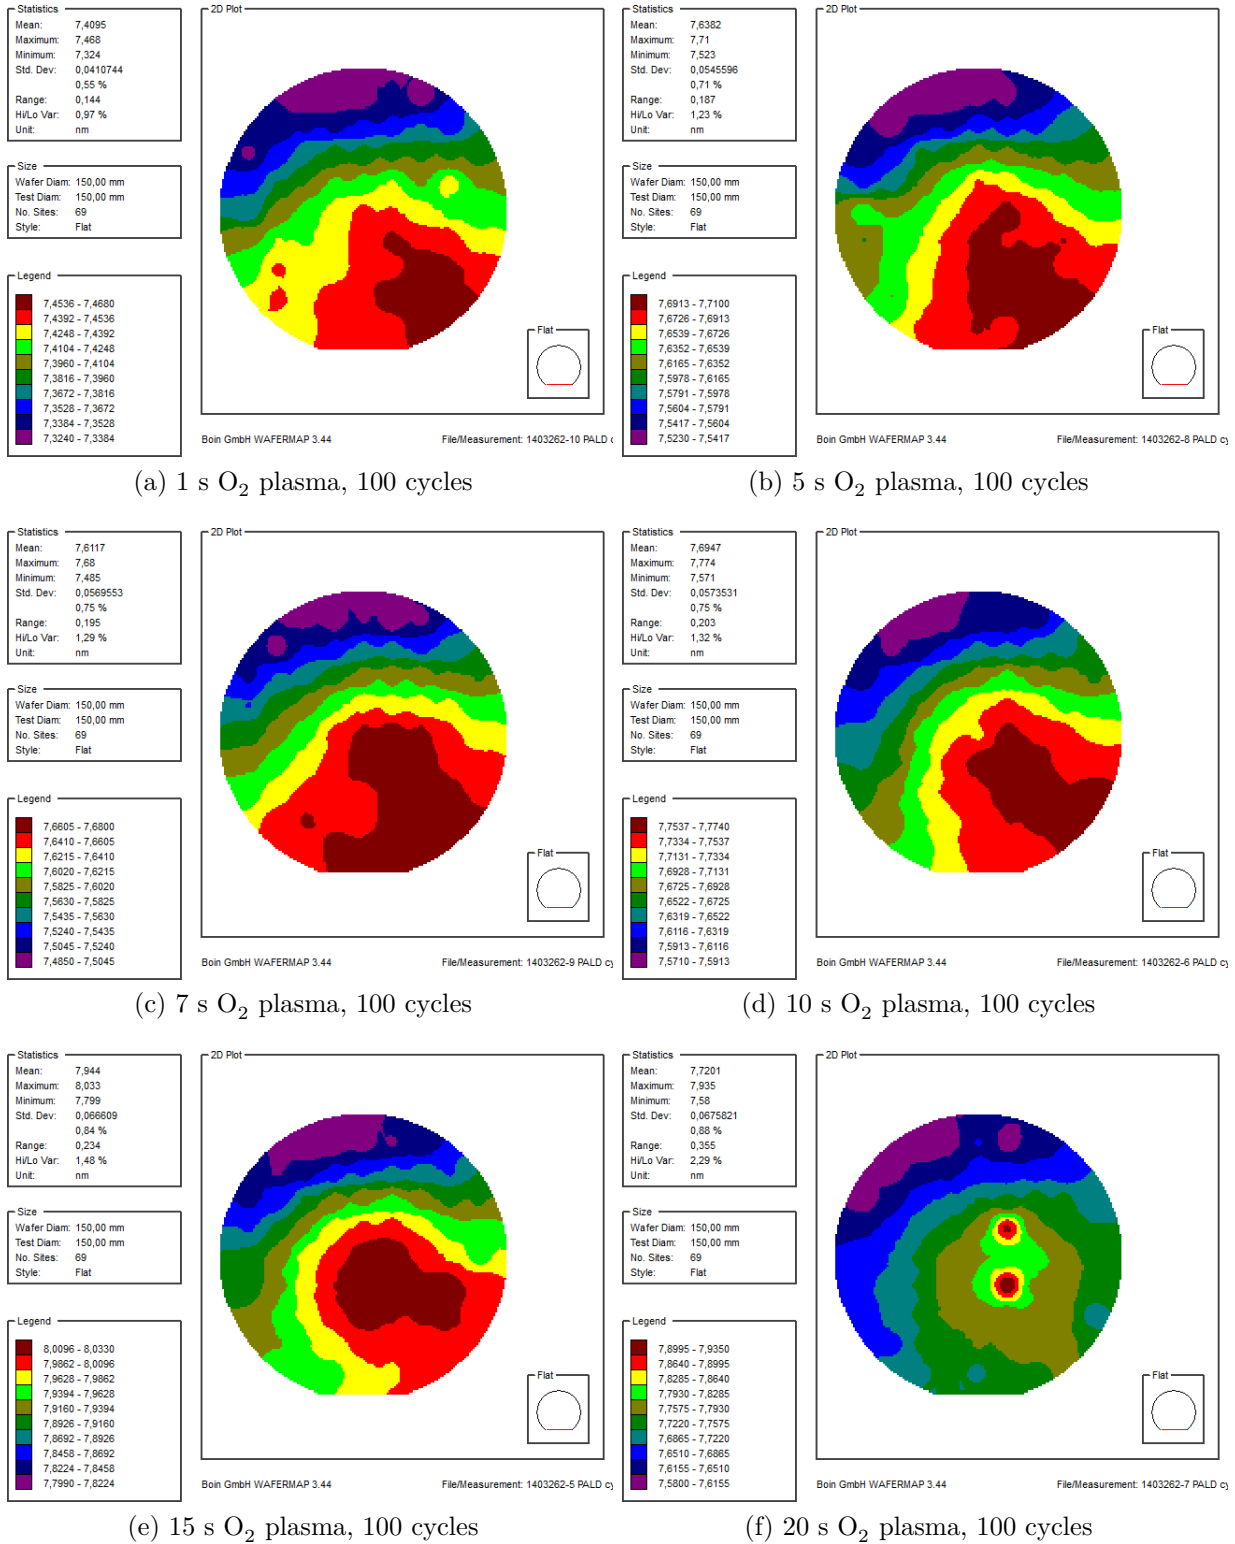 Statistics
Mean: 7,4095
Maximum: 7,468
Minimum: 7,324
Std. Dev: 0,0410744
0,55 %
Range: 0,144
Hi/Lo Var: 0,97 %
Unit: nm
Size
Wafer Diam: 150,00 mm
Test Diam: 150,00 mm
No. Sites: 69
Style: Flat
Legend
7,4536 - 7,4680
7,4392 - 7,4536
7,4248 - 7,4392
7,4104 - 7,4248
7,3960 - 7,4104
7,3816 - 7,3960
7,3672 - 7,3816
7,3528 - 7,3672
7,3384 - 7,3528
7,3240 - 7,3384
2D Plot
Flat
Boin GmbH WAFERMAP 3.44 File/Measurement: 1403262-10 PALD c
(a) 1 s O₂ plasma, 100 cycles
Statistics
Mean: 7,6382
Maximum: 7,71
Minimum: 7,523
Std. Dev: 0,0545596
0,71 %
Range: 0,187
Hi/Lo Var: 1,23 %
Unit: nm
Size
Wafer Diam: 150,00 mm
Test Diam: 150,00 mm
No. Sites: 69
Style: Flat
Legend
7,6913 - 7,7100
7,6726 - 7,6913
7,6539 - 7,6726
7,6352 - 7,6539
7,6165 - 7,6352
7,5978 - 7,6165
7,5791 - 7,5978
7,5604 - 7,5791
7,5417 - 7,5604
7,5230 - 7,5417
2D Plot
Flat
Boin GmbH WAFERMAP 3.44 File/Measurement: 1403262-8 PALD cy
(b) 5 s O₂ plasma, 100 cycles
Statistics
Mean: 7,6117
Maximum: 7,68
Minimum: 7,485
Std. Dev: 0,0569553
0,75 %
Range: 0,195
Hi/Lo Var: 1,29 %
Unit: nm
Size
Wafer Diam: 150,00 mm
Test Diam: 150,00 mm
No. Sites: 69
Style: Flat
Legend
7,6605 - 7,6800
7,6410 - 7,6605
7,6215 - 7,6410
7,6020 - 7,6215
7,5825 - 7,6020
7,5630 - 7,5825
7,5435 - 7,5630
7,5240 - 7,5435
7,5045 - 7,5240
7,4850 - 7,5045
2D Plot
Flat
Boin GmbH WAFERMAP 3.44 File/Measurement: 1403262-9 PALD cy
(c) 7 s O₂ plasma, 100 cycles
Statistics
Mean: 7,6947
Maximum: 7,774
Minimum: 7,571
Std. Dev: 0,0573531
0,75 %
Range: 0,203
Hi/Lo Var: 1,32 %
Unit: nm
Size
Wafer Diam: 150,00 mm
Test Diam: 150,00 mm
No. Sites: 69
Style: Flat
Legend
7,7537 - 7,7740
7,7334 - 7,7537
7,7131 - 7,7334
7,6928 - 7,7131
7,6725 - 7,6928
7,6522 - 7,6725
7,6319 - 7,6522
7,6116 - 7,6319
7,5913 - 7,6116
7,5710 - 7,5913
2D Plot
Flat
Boin GmbH WAFERMAP 3.44 File/Measurement: 1403262-6 PALD cy
(d) 10 s O₂ plasma, 100 cycles
Statistics
Mean: 7,944
Maximum: 8,033
Minimum: 7,799
Std. Dev: 0,066609
0,84 %
Range: 0,234
Hi/Lo Var: 1,48 %
Unit: nm
Size
Wafer Diam: 150,00 mm
Test Diam: 150,00 mm
No. Sites: 69
Style: Flat
Legend
8,0096 - 8,0330
7,9862 - 8,0096
7,9628 - 7,9862
7,9394 - 7,9628
7,9160 - 7,9394
7,8926 - 7,9160
7,8692 - 7,8926
7,8458 - 7,8692
7,8224 - 7,8458
7,7990 - 7,8224
2D Plot
Flat
Boin GmbH WAFERMAP 3.44 File/Measurement: 1403262-5 PALD cy
(e) 15 s O₂ plasma, 100 cycles
Statistics
Mean: 7,7201
Maximum: 7,935
Minimum: 7,58
Std. Dev: 0,0675821
0,88 %
Range: 0,355
Hi/Lo Var: 2,29 %
Unit: nm
Size
Wafer Diam: 150,00 mm
Test Diam: 150,00 mm
No. Sites: 69
Style: Flat
Legend
7,8995 - 7,9350
7,8640 - 7,8995
7,8285 - 7,8640
7,7930 - 7,8285
7,7575 - 7,7930
7,7220 - 7,7575
7,6865 - 7,7220
7,6510 - 7,6865
7,6155 - 7,6510
7,5800 - 7,6155
2D Plot
Flat
Boin GmbH WAFERMAP 3.44 File/Measurement: 1403262-7 PALD cy
(f) 20 s O₂ plasma, 100 cycles